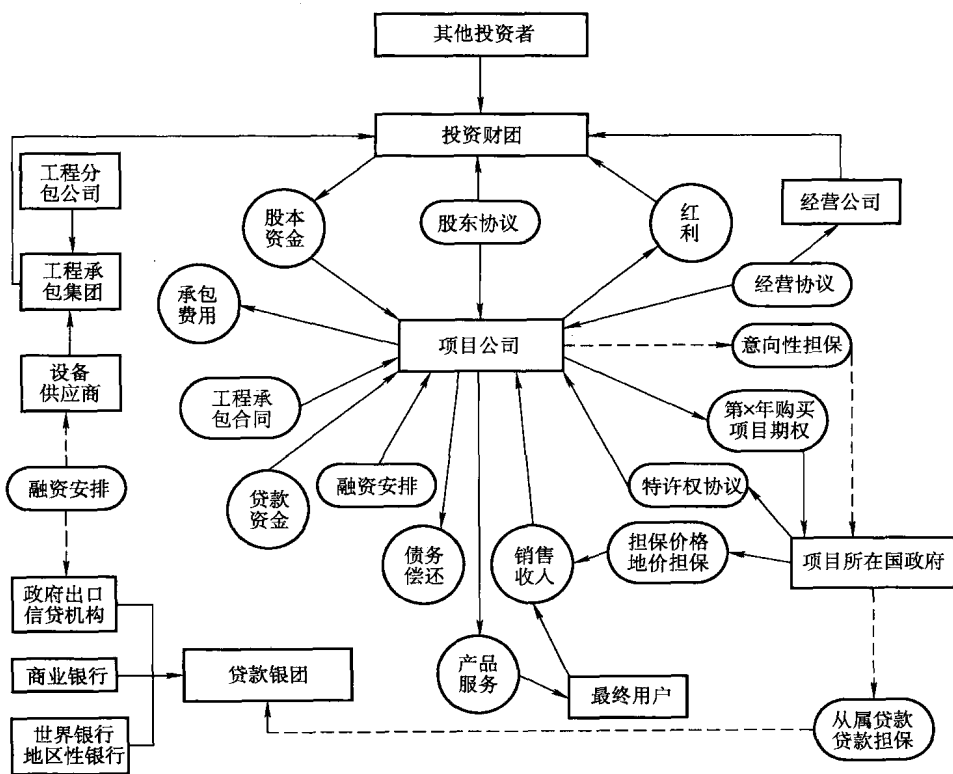 其他投资者
投资财团
工程分
包公司
股本
资金
股东协议
红
利
经营公司
工程承
包集团
承包
费用
经营协议
项目公司
意向性担保
设备
供应商
工程承
包合同
第×年购买
项目期权
融资安排
贷款
资金
融资安排
特许权协议
债务
偿还
销售
收人
担保价格
地价担保
项目所在国政府
政府出口
信贷机构
商业银行
贷款银团
产品
服务
最终用户
世界银行
地区性银行
从属贷款
贷款担保